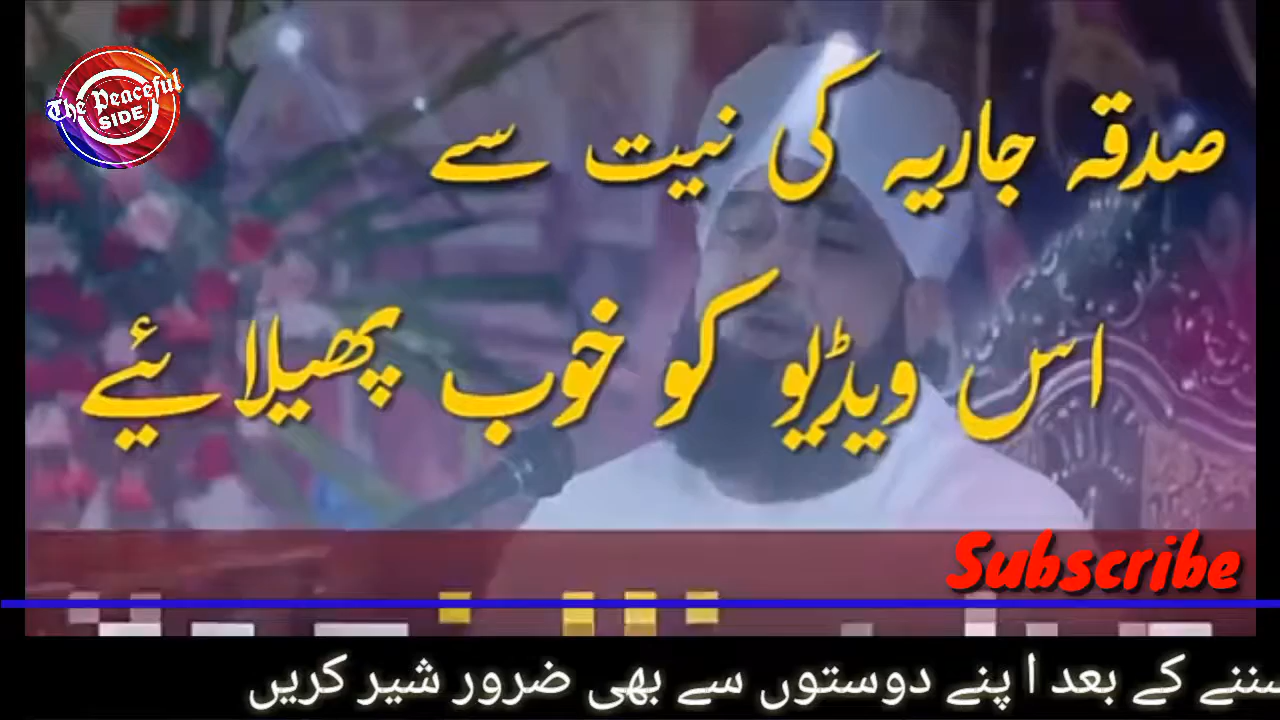 The Peaceful
SIDE
صدقہ جاریہ کی نیت سے
اس ویڈیو کو خوب پھیلائیے
Subscribe
سننے کے بعد ا پنے دوستوں سے بھی ضرور شیر کریں